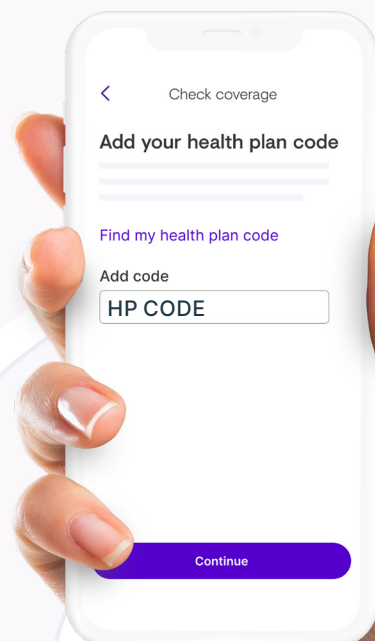 Check coverage
Add your health plan code
Find my health plan code
Add code
HP CODE
Continue